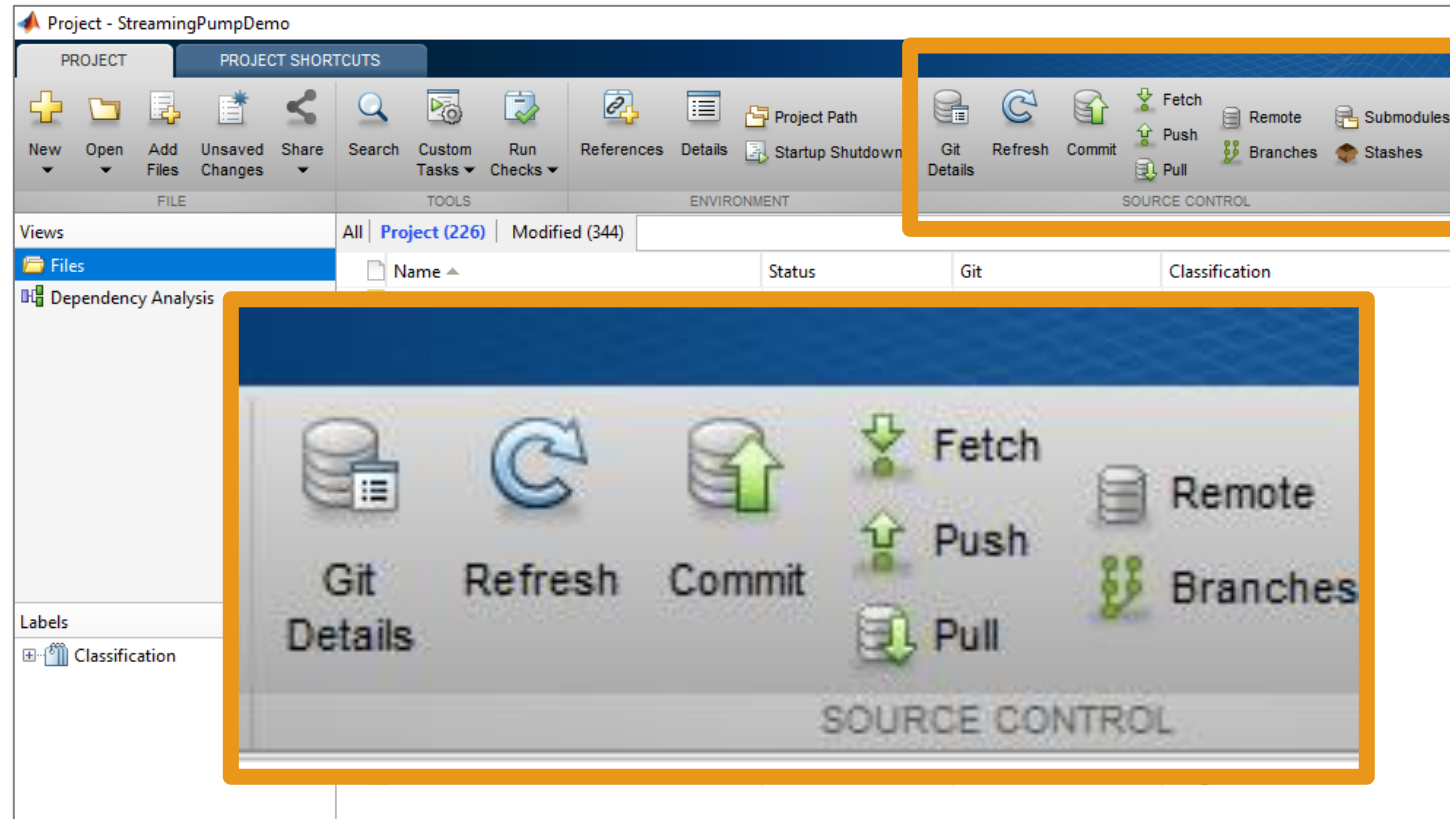 Project - StreamingPumpDemo
PROJECT PROJECT SHORTCUTS
New Open Add Files Unsaved Changes Share
FILE
Search Custom Tasks Run Checks
TOOLS
References Details Project Path
Startup Shutdown
ENVIRONMENT
Git Details Refresh Commit Fetch
Push
Pull
Remote
Branches
Submodules
Stashes
SOURCE CONTROL
Views
Files
Dependency Analysis
All Project (226) Modified (344)
Name Status Git Classification
Git Details Refresh Commit Fetch
Push
Pull
Remote
Branches
SOURCE CONTROL
Labels
Classification